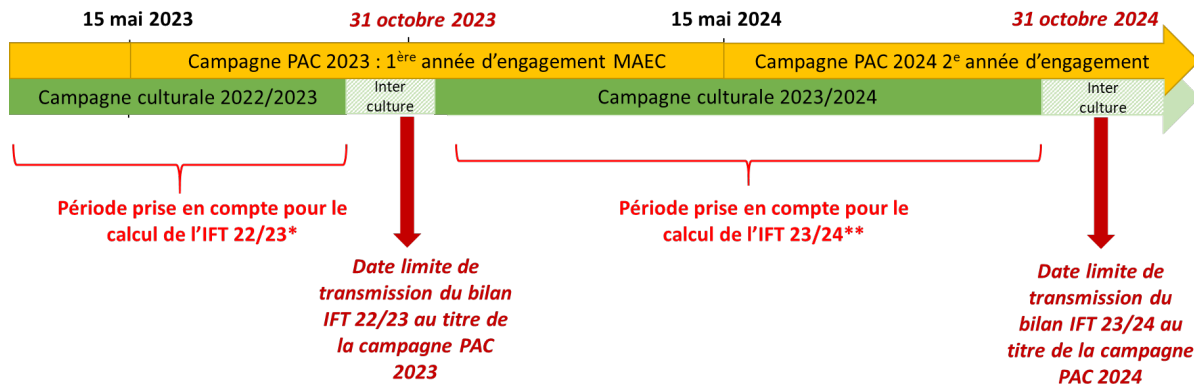 15 mai 2023
31 octobre 2023
15 mai 2024
31 octobre 2024
Campagne PAC 2023 : 1ère année d’engagement MAEC
Campagne PAC 2024 2e année d’engagement
Campagne culturale 2022/2023
Inter
culture
Campagne culturale 2023/2024
Inter
culture
Période prise en compte pour le
calcul de l’IFT 22/23*
Période prise en compte pour le
calcul de l’IFT 23/24**
Date limite de
transmission du bilan
IFT 22/23 au titre de
la campagne PAC
2023
Date limite de
transmission du
bilan IFT 23/24 au
titre de la campagne
PAC 2024